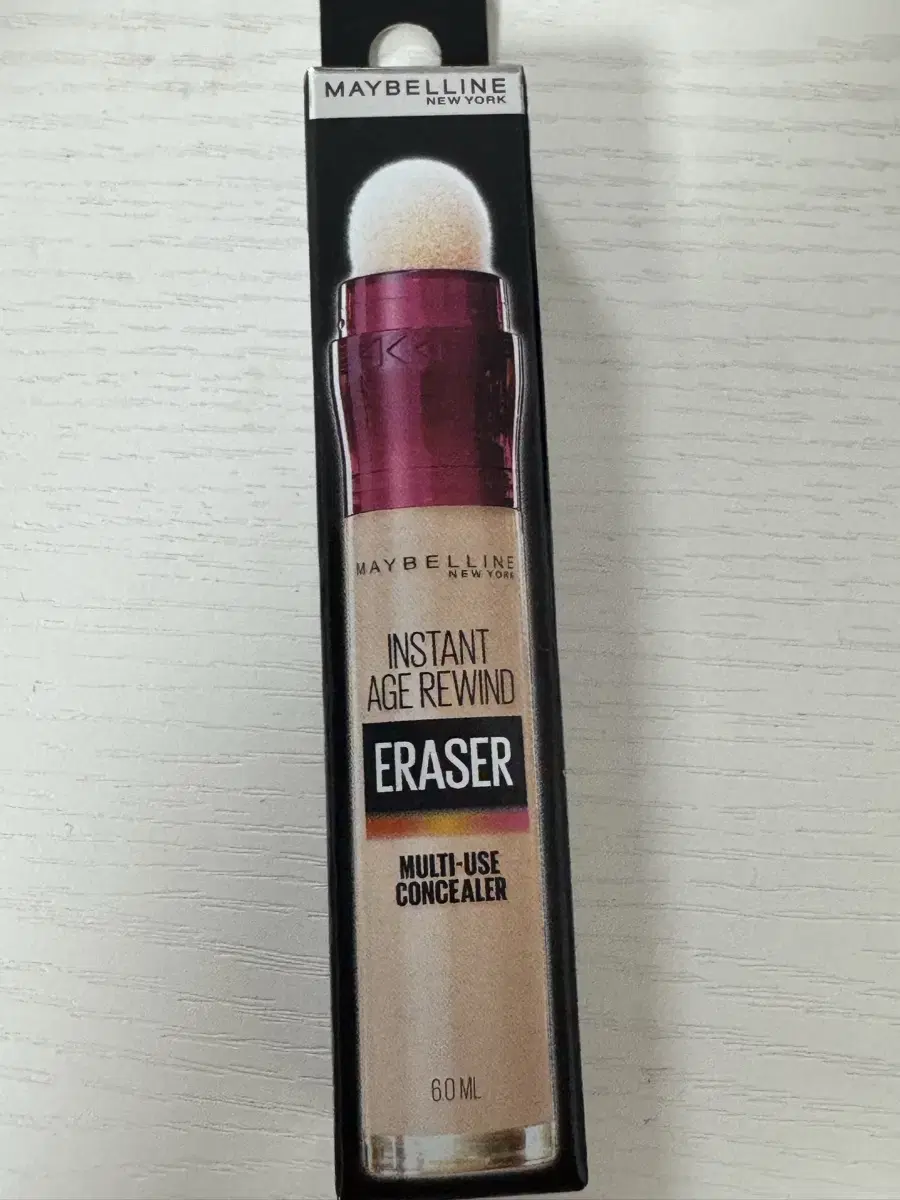 MAYBELLINE
NEW YORK
MAYBELLINE
NEW YORK
INSTANT
AGE REWIND
ERASER
MULTI-USE
CONCEALER
6.0 ML